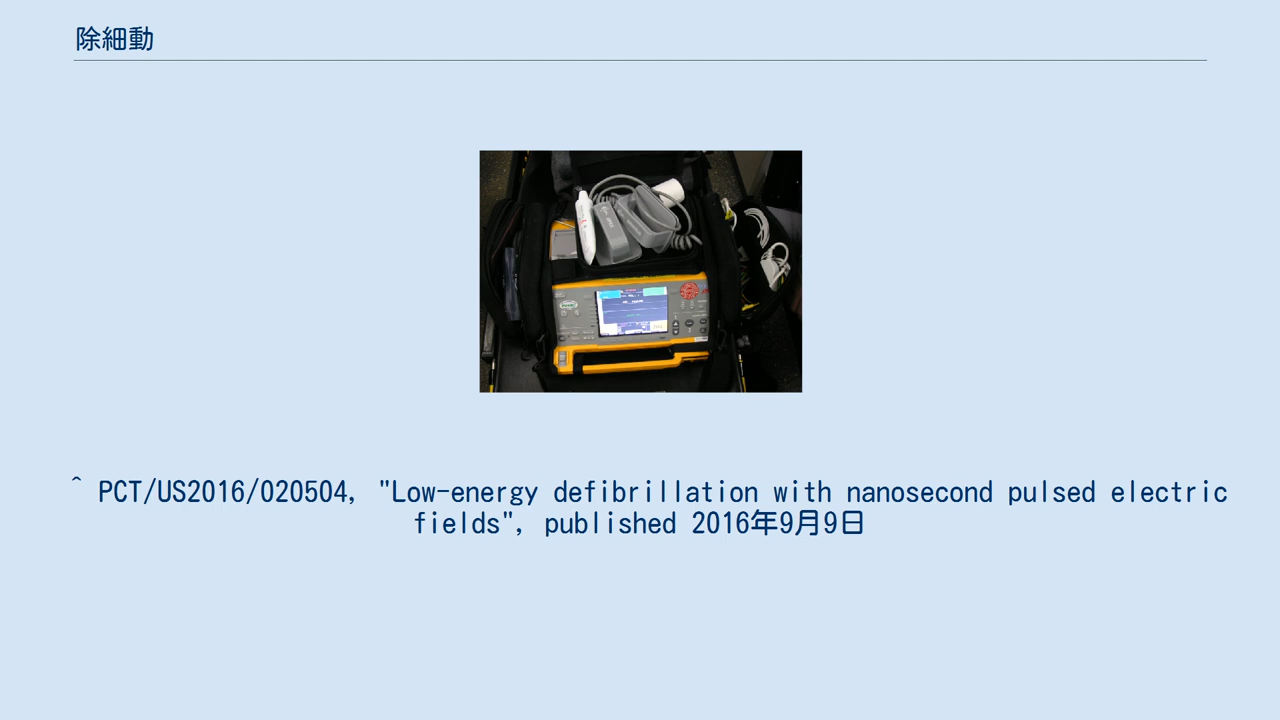 除細動
^ PCT/US2016/020504, "Low-energy defibrillation with nanosecond pulsed electric
fields", published 2016年9月9日